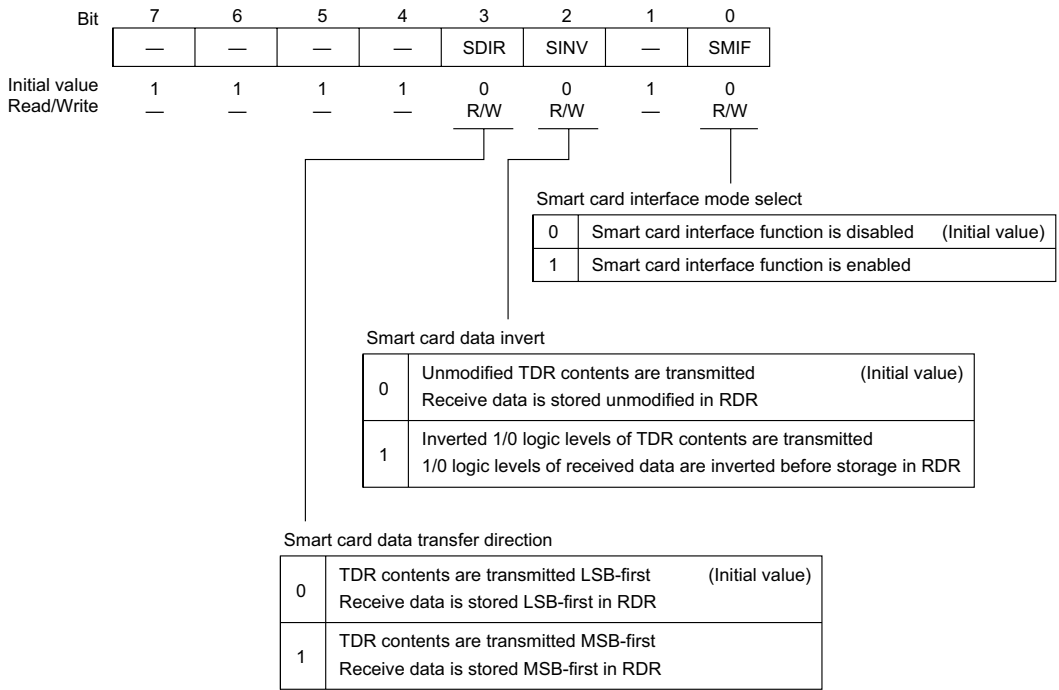 Bit 7 6 5 4 3 2 1 0
— — — — SDIR SINV — SMIF
Initial value 1 1 1 1 0 0 1 0
Read/Write — — — — R/W R/W — R/W
Smart card interface mode select
0 Smart card interface function is disabled (Initial value)
1 Smart card interface function is enabled
Smart card data invert
0 Unmodified TDR contents are transmitted (Initial value)
Receive data is stored unmodified in RDR
1 Inverted 1/0 logic levels of TDR contents are transmitted
1/0 logic levels of received data are inverted before storage in RDR
Smart card data transfer direction
0 TDR contents are transmitted LSB-first (Initial value)
Receive data is stored LSB-first in RDR
1 TDR contents are transmitted MSB-first
Receive data is stored MSB-first in RDR